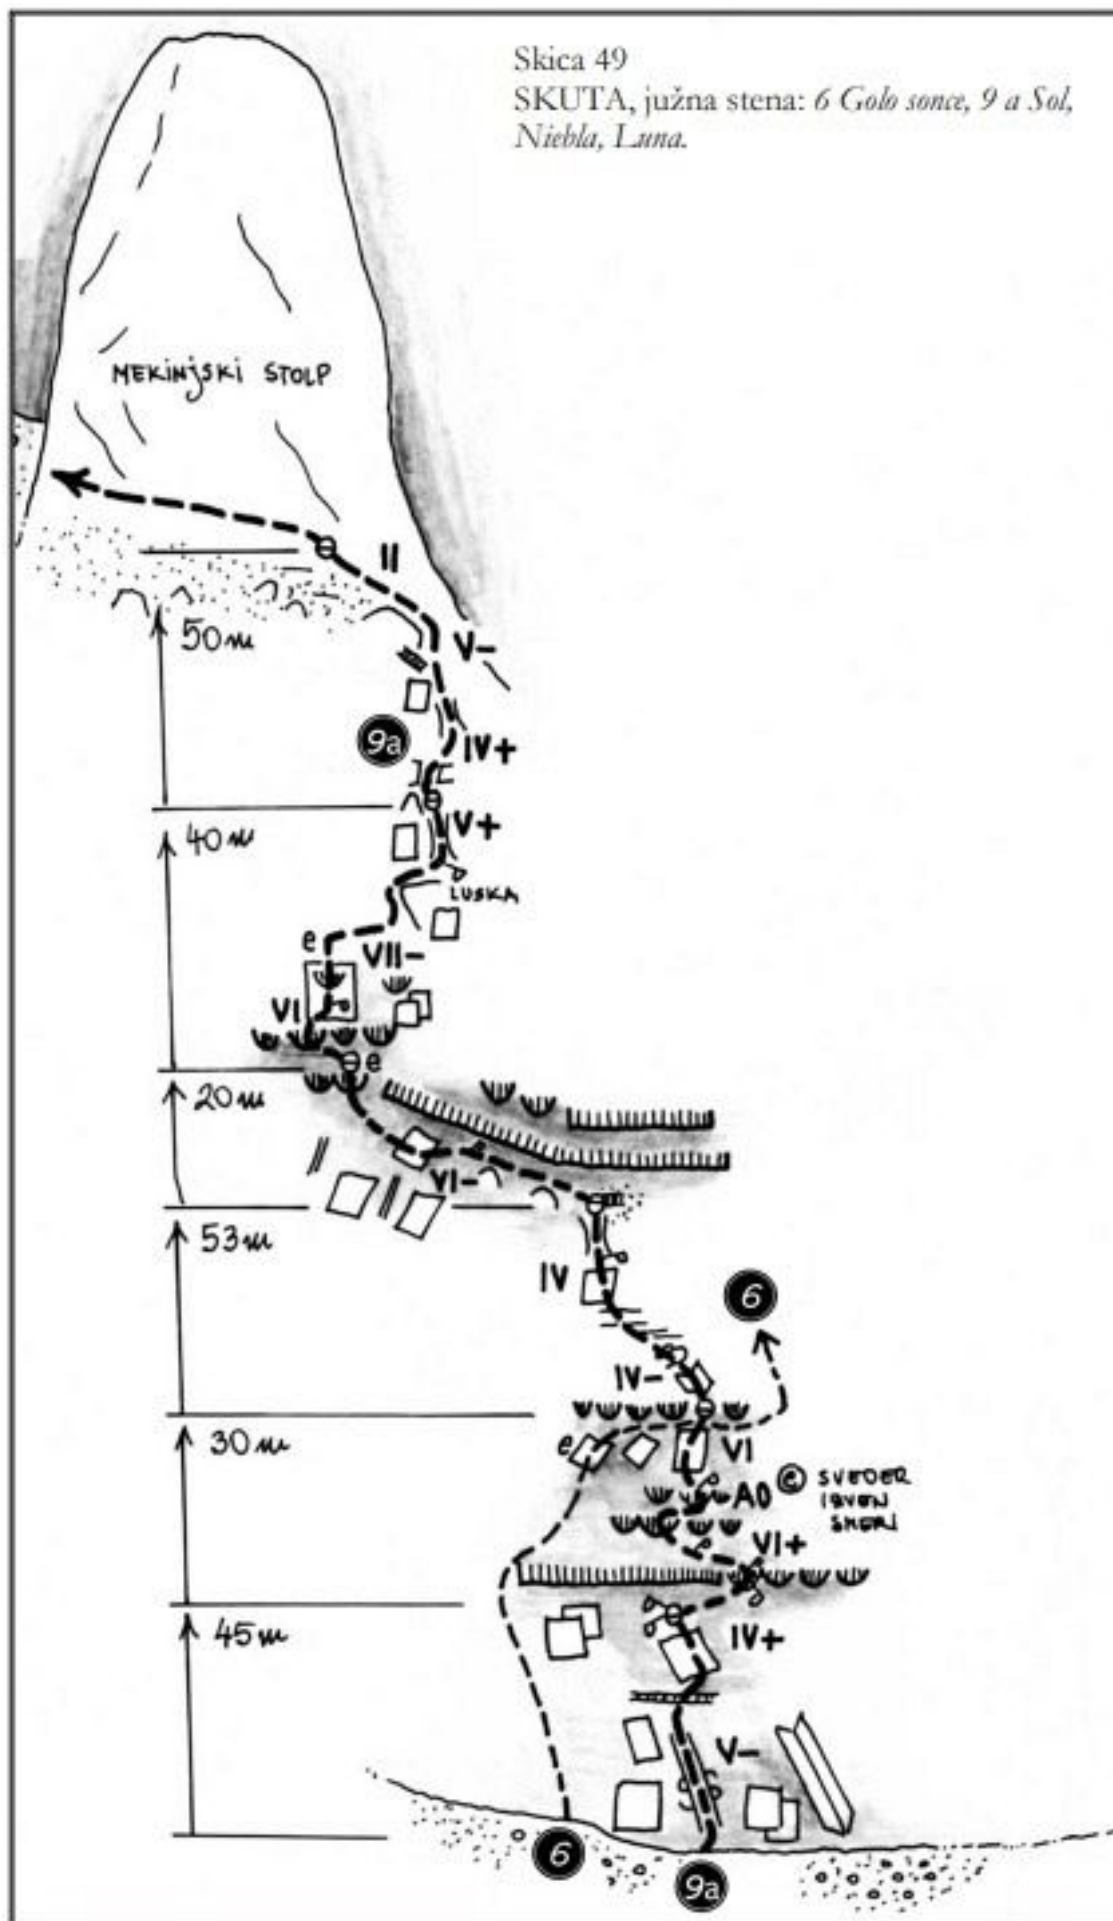 Skica 49
SKUTA, južna stena: 6 Golo sonce, 9 a Sol,
Niebla, Luna.
MEKINJSKI STOLP
II
50m
V-
9a
IV+
V+
40m
LUSKA
e
VII-
VI
e
20m
VI-
53m
IV
6
IV-
30m
e
VI
A0 e SVEDER
IZVEN
SMERI
VI+
45m
IV+
V-
6
9a